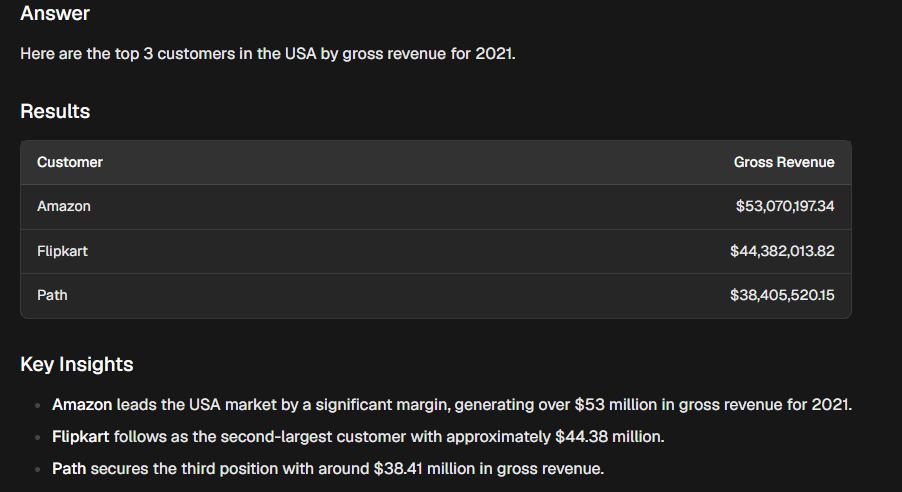 Answer
Here are the top 3 customers in the USA by gross revenue for 2021.
Results
Customer Gross Revenue
Amazon $53,070,197.34
Flipkart $44,382,013.82
Path $38,405,520.15
Key Insights
Amazon leads the USA market by a significant margin, generating over $53 million in gross revenue for 2021.
Flipkart follows as the second-largest customer with approximately $44.38 million.
Path secures the third position with around $38.41 million in gross revenue.